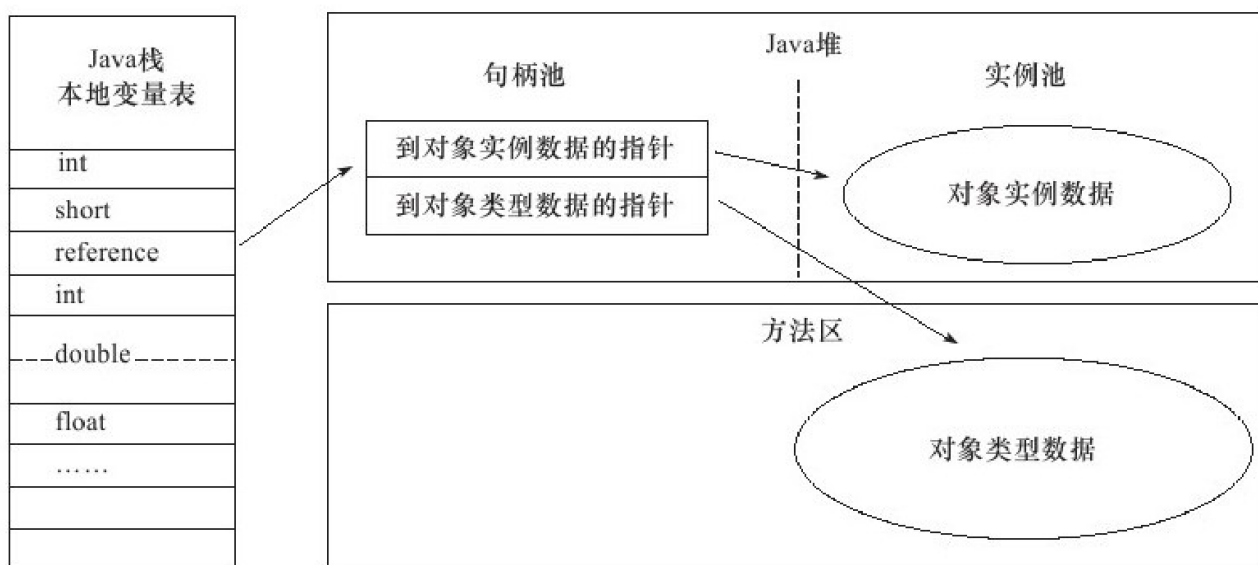 Java栈
本地变量表
int
short
reference
int
double
float
……
Java堆
句柄池
实例池
到对象实例数据的指针
到对象类型数据的指针
对象实例数据
方法区
对象类型数据